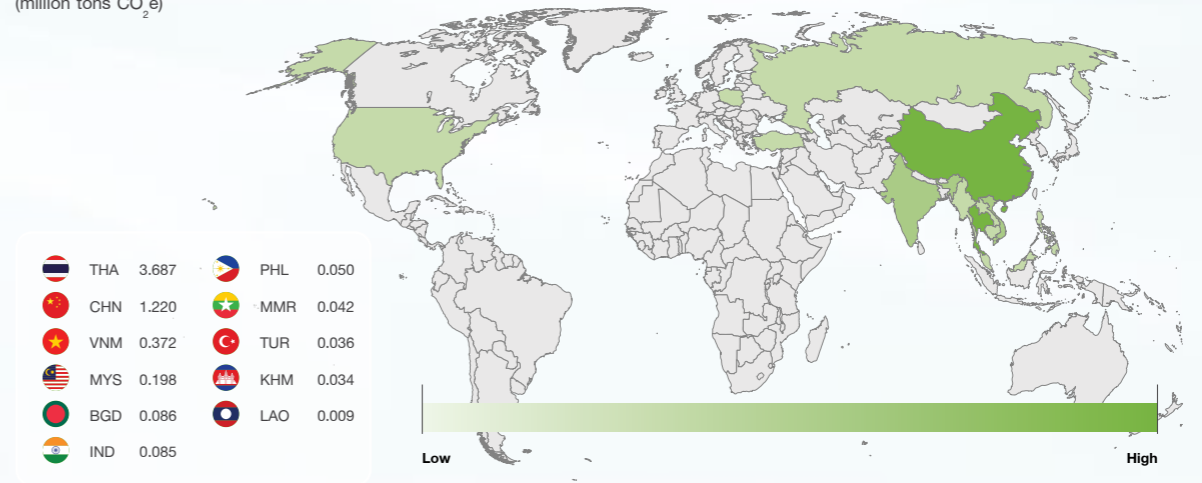 (million tons CO2e)
THA 3.687
CHN 1.220
VNM 0.372
MYS 0.198
BGD 0.086
IND 0.085
PHL 0.050
MMR 0.042
TUR 0.036
KHM 0.034
LAO 0.009
Low High